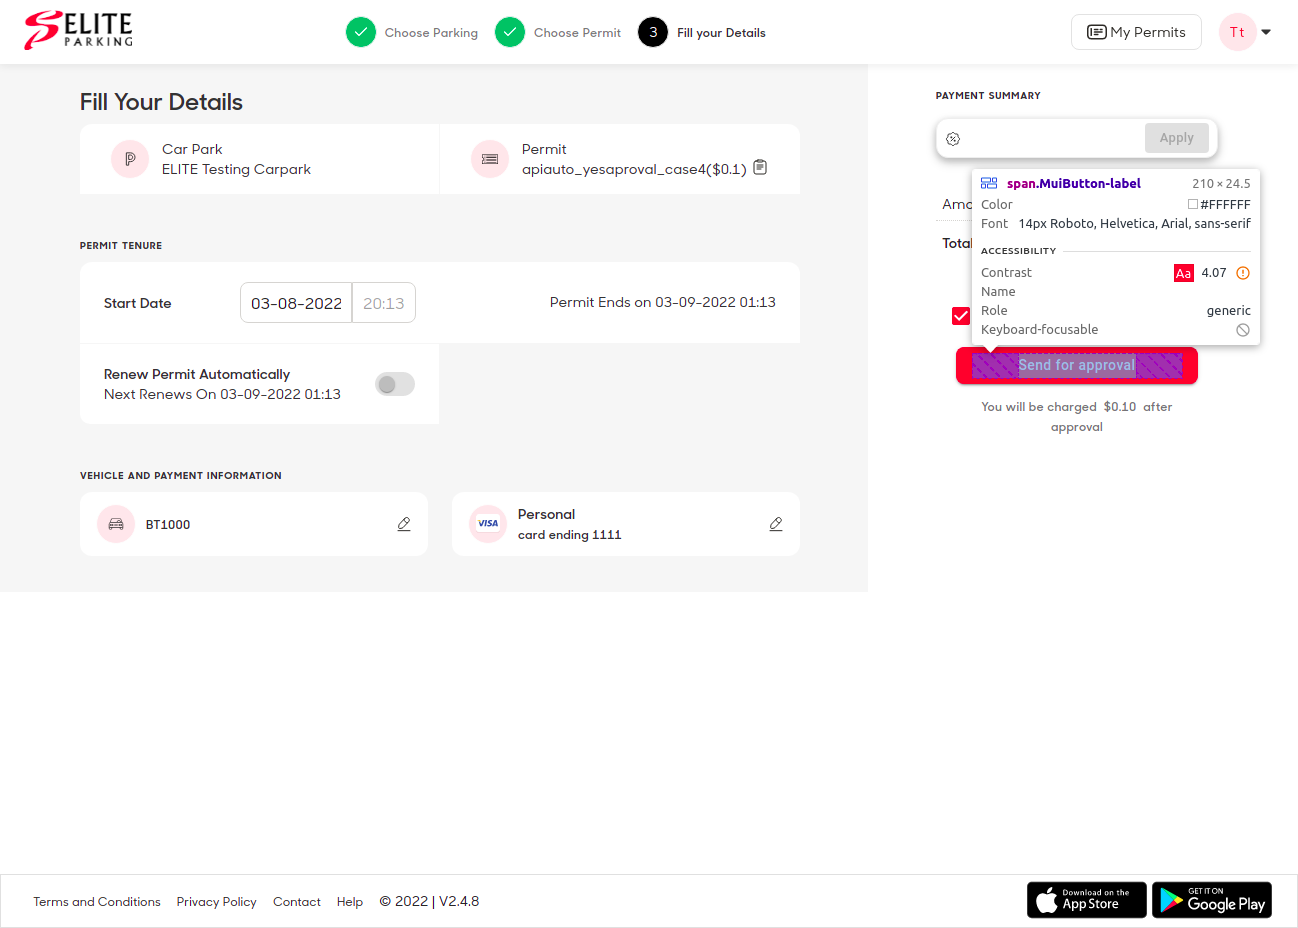 ELITE
PARKING
Choose Parking
Choose Permit
3
Fill your Details
My Permits
Tt
Fill Your Details
Car Park
ELITE Testing Carpark
Permit
apiauto_yesaproval_case4($0.1)
PERMIT TENURE
Start Date
03-08-2022
20:13
Permit Ends on 03-09-2022 01:13
Renew Permit Automatically
Next Renews On 03-09-2022 01:13
VEHICLE AND PAYMENT INFORMATION
BT1000
VISA
Personal
card ending 1111
PAYMENT SUMMARY
Apply
span.MuiButton-label
210 × 24.5
Color
#FFFFFF
Font
14px Roboto, Helvetica, Arial, sans-serif
ACCESSIBILITY
Contrast
Aa
4.07
Name
Role
generic
Keyboard-focusable
Send for approval
You will be charged $0.10 after
approval
Terms and Conditions
Privacy Policy
Contact
Help
© 2022 | V2.4.8
Download on the
App Store
GET IT ON
Google Play